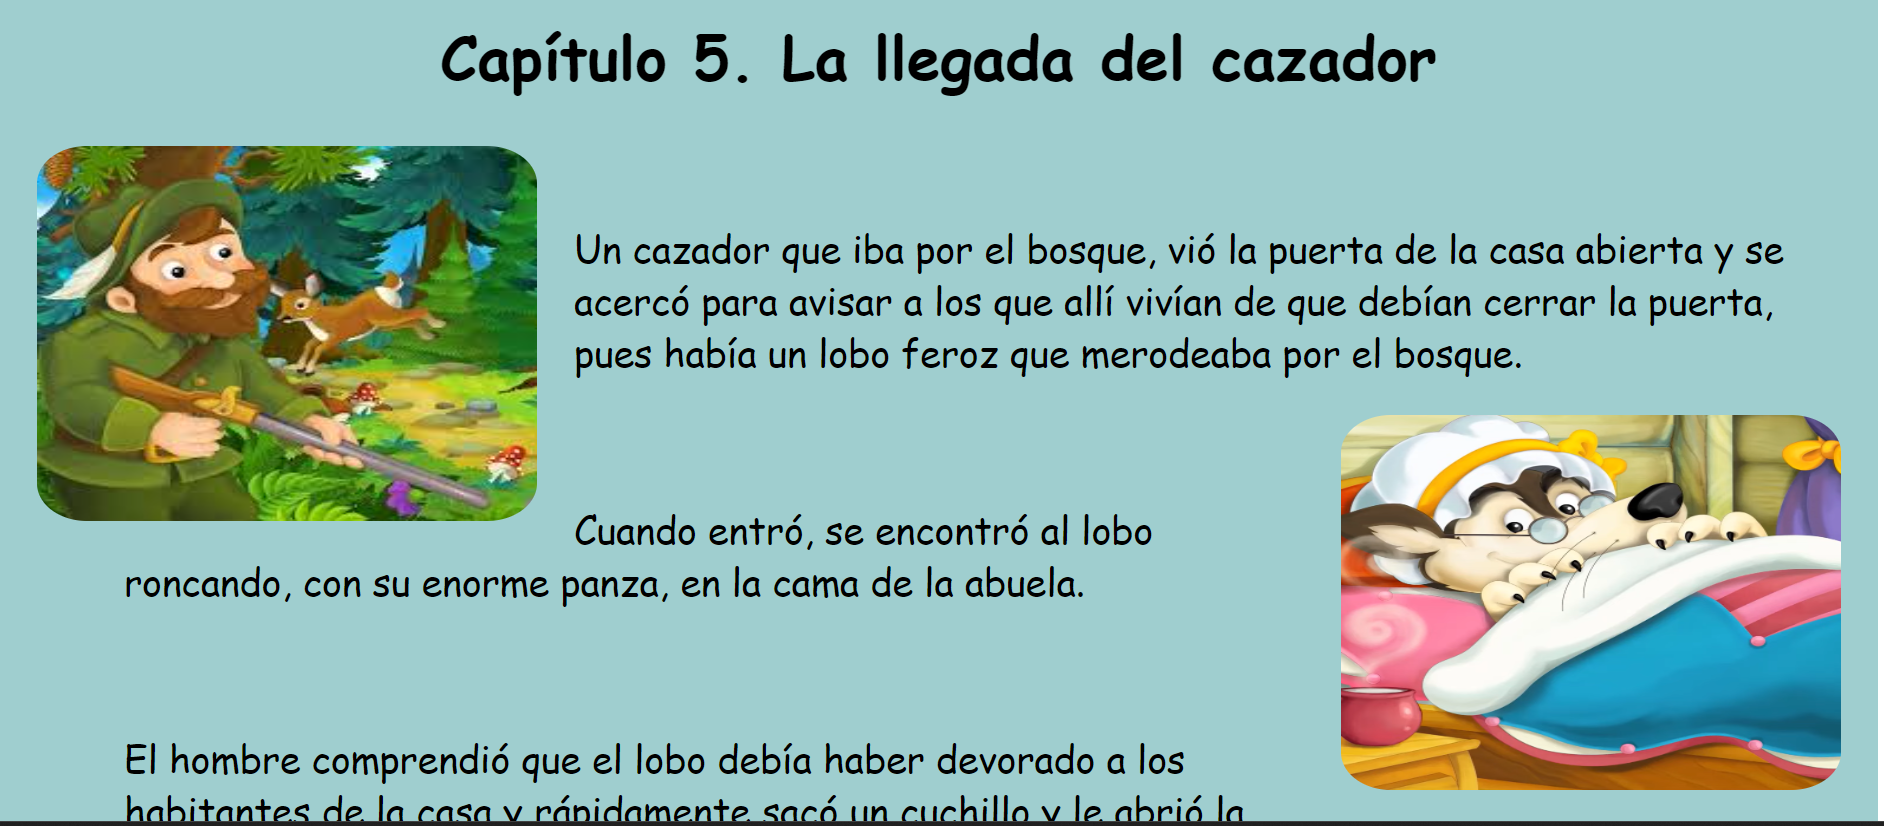 Capítulo 5. La llegada del cazador
Un cazador que iba por el bosque, vió la puerta de la casa abierta y se
acercó para avisar a los que allí vivían de que debían cerrar la puerta,
pues había un lobo feroz que merodeaba por el bosque.
Cuando entró, se encontró al lobo
roncando, con su enorme panza, en la cama de la abuela.
El hombre comprendió que el lobo debía haber devorado a los
habitantes de la casa y rápidamente sacó un cuchillo y le abrió la